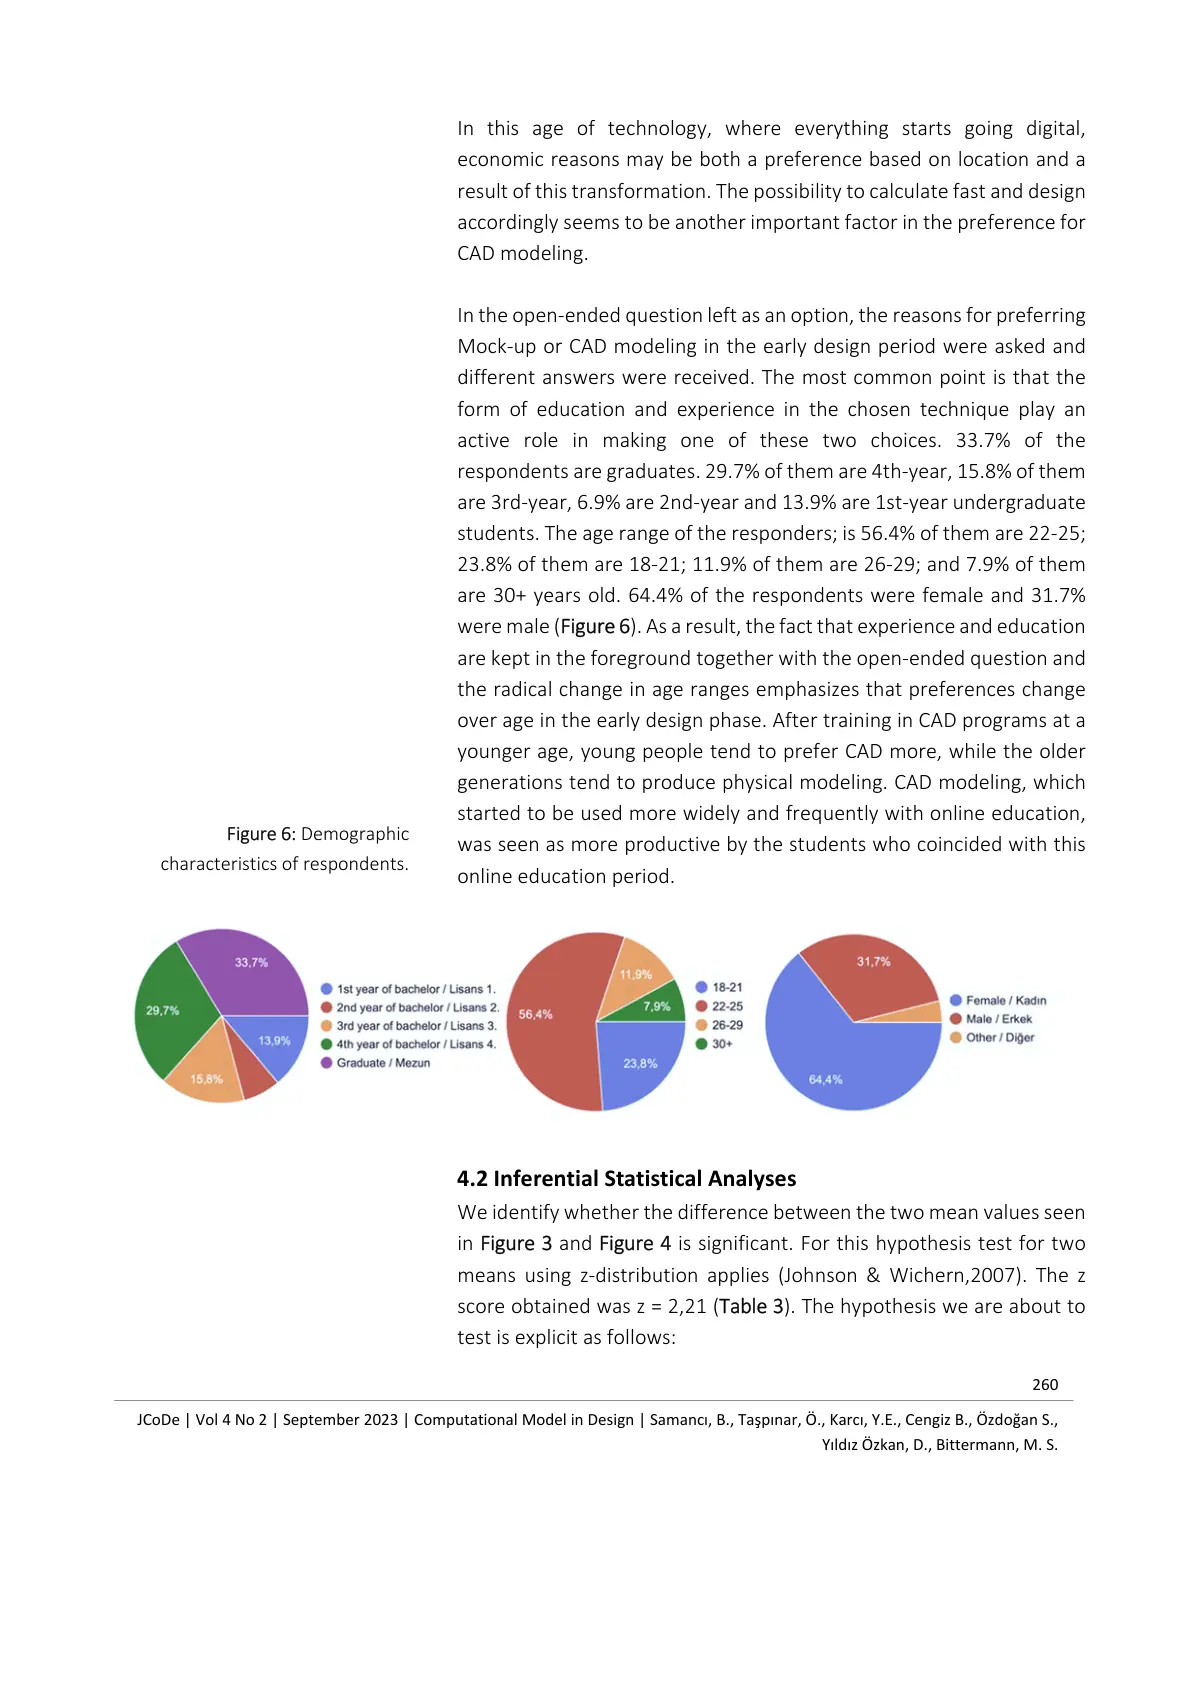 In this age of technology, where everything starts going digital,
economic reasons may be both a preference based on location and a
result of this transformation. The possibility to calculate fast and design
accordingly seems to be another important factor in the preference for
CAD modeling.
In the open-ended question left as an option, the reasons for preferring
Mock-up or CAD modeling in the early design period were asked and
different answers were received. The most common point is that the
form of education and experience in the chosen technique play an
active role in making one of these two choices. 33.7% of the
respondents are graduates. 29.7% of them are 4th-year, 15.8% of them
are 3rd-year, 6.9% are 2nd-year and 13.9% are 1st-year undergraduate
students. The age range of the responders; is 56.4% of them are 22-25;
23.8% of them are 18-21; 11.9% of them are 26-29; and 7.9% of them
are 30+ years old. 64.4% of the respondents were female and 31.7%
were male (Figure 6). As a result, the fact that experience and education
are kept in the foreground together with the open-ended question and
the radical change in age ranges emphasizes that preferences change
over age in the early design phase. After training in CAD programs at a
younger age, young people tend to prefer CAD more, while the older
generations tend to produce physical modeling. CAD modeling, which
started to be used more widely and frequently with online education,
was seen as more productive by the students who coincided with this
online education period.
Figure 6: Demographic
characteristics of respondents.
33,7%
29,7%
13,9%
15,8%
1st year of bachelor / Lisans 1.
2nd year of bachelor / Lisans 2.
3rd year of bachelor / Lisans 3.
4th year of bachelor / Lisans 4.
Graduate / Mezun
11,9%
7,9%
56,4%
23,8%
18-21
22-25
26-29
30+
31,7%
64,4%
Female / Kadın
Male / Erkek
Other / Diğer
4.2 Inferential Statistical Analyses
We identify whether the difference between the two mean values seen
in Figure 3 and Figure 4 is significant. For this hypothesis test for two
means using z-distribution applies (Johnson & Wichern,2007). The z
score obtained was z = 2,21 (Table 3). The hypothesis we are about to
test is explicit as follows:
260
JCoDe | Vol 4 No 2 | September 2023 | Computational Model in Design | Samancı, B., Taşpınar, Ö., Karcı, Y.E., Cengiz B., Özdoğan S.,
Yıldız Özkan, D., Bittermann, M. S.